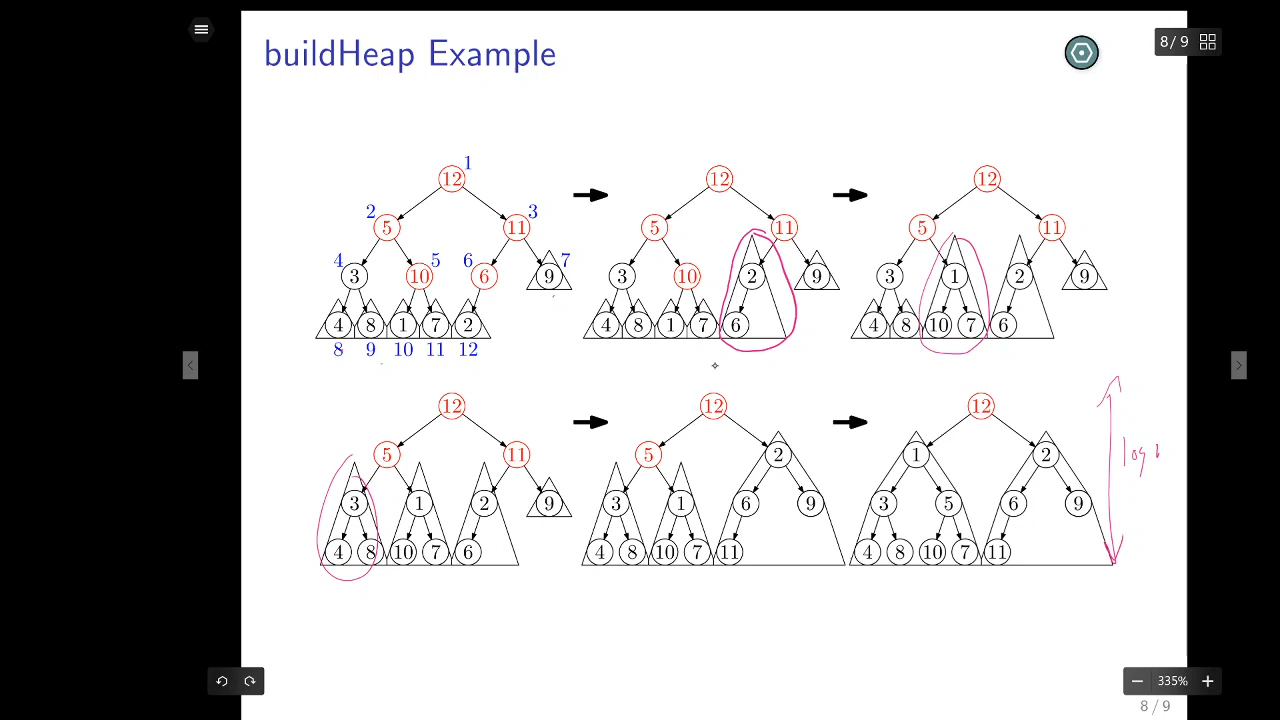 buildHeap Example
8/9
12 1 12 12
2 5 11 3 5 11 5 11
4 3 10 5 6 6 9 7 3 10 2 9 3 1 2 9
4 8 1 7 2 4 8 1 7 6 4 8 10 7 6
8 9 10 11 12
12 12 12
5 11 5 2 1 2
log
3 1 2 9 3 1 6 9 3 5 6 9
4 8 10 7 6 4 8 10 7 11 4 8 10 7 11
335%
8 / 9